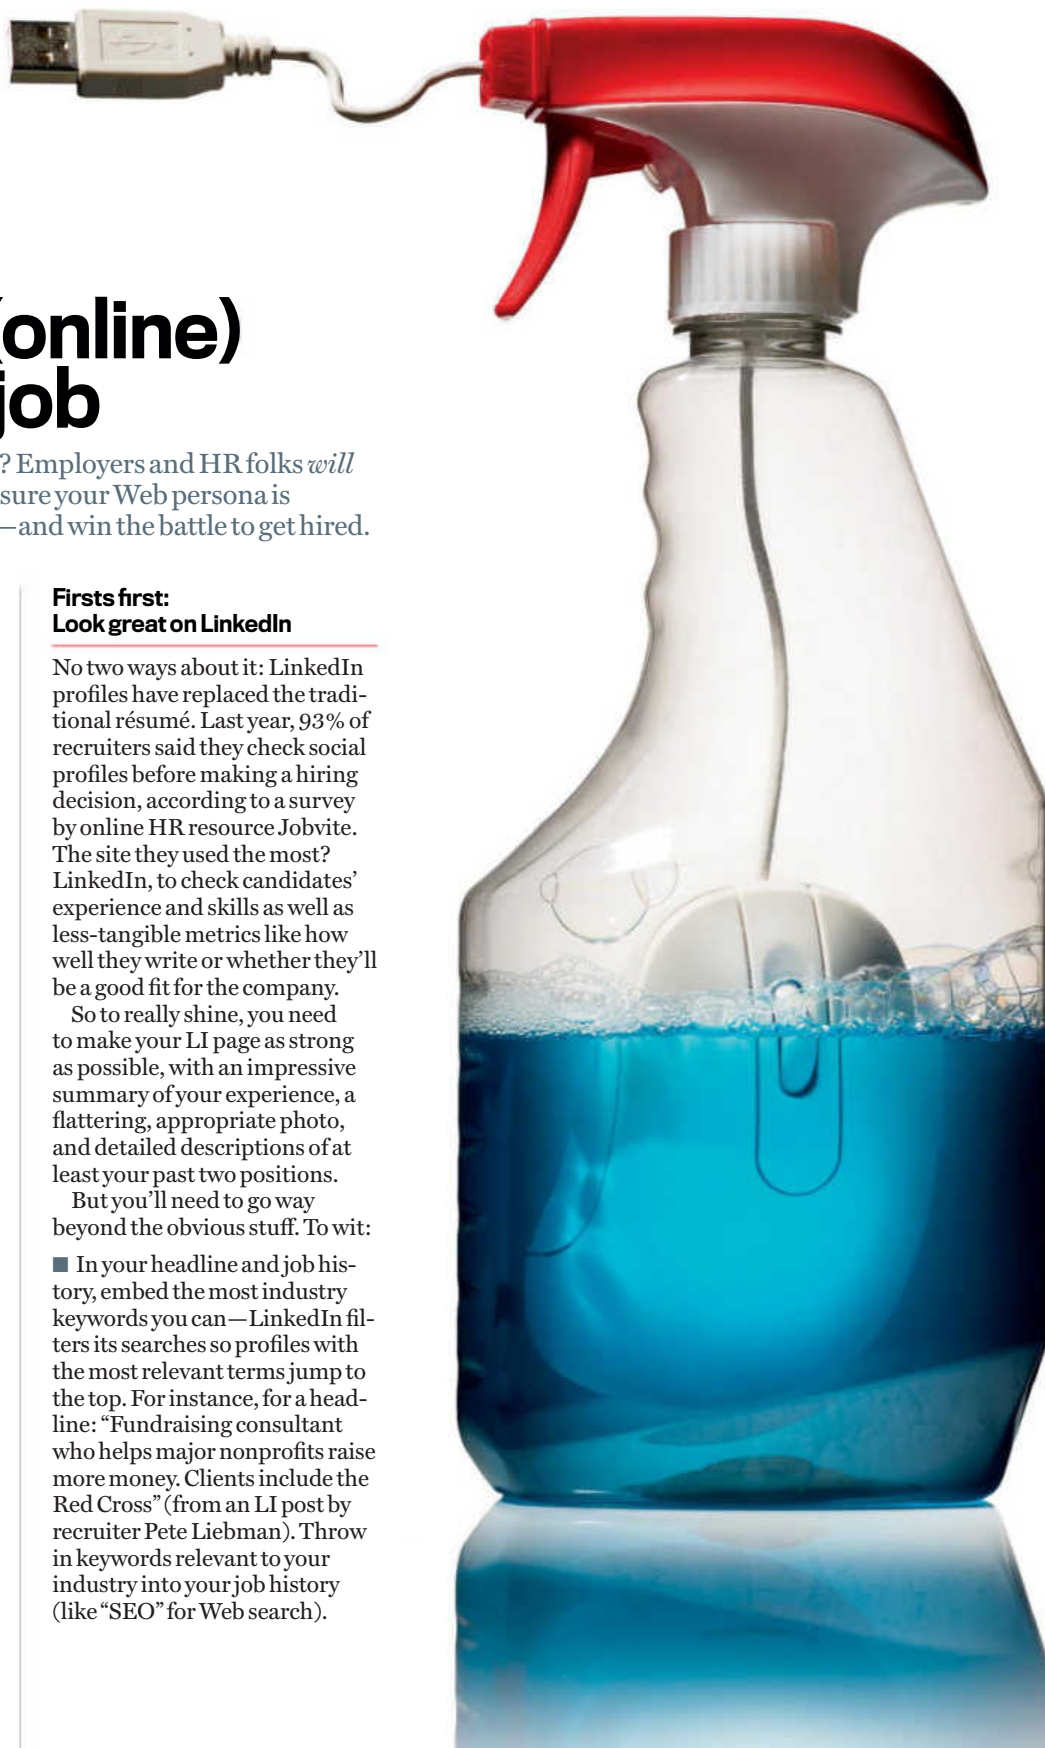 (online)
job
? Employers and HR folks will
sure your Web persona is
—and win the battle to get hired.
Firsts first:
Look great on LinkedIn
No two ways about it: LinkedIn
profiles have replaced the tradi-
tional résumé. Last year, 93% of
recruiters said they check social
profiles before making a hiring
decision, according to a survey
by online HR resource Jobvite.
The site they used the most?
LinkedIn, to check candidates’
experience and skills as well as
less-tangible metrics like how
well they write or whether they’ll
be a good fit for the company.
So to really shine, you need
to make your LI page as strong
as possible, with an impressive
summary of your experience, a
flattering, appropriate photo,
and detailed descriptions of at
least your past two positions.
But you’ll need to go way
beyond the obvious stuff. To wit:
■ In your headline and job his-
tory, embed the most industry
keywords you can—LinkedIn fil-
ters its searches so profiles with
the most relevant terms jump to
the top. For instance, for a head-
line: “Fundraising consultant
who helps major nonprofits raise
more money. Clients include the
Red Cross” (from an LI post by
recruiter Pete Liebman). Throw
in keywords relevant to your
industry into your job history
(like “SEO” for Web search).